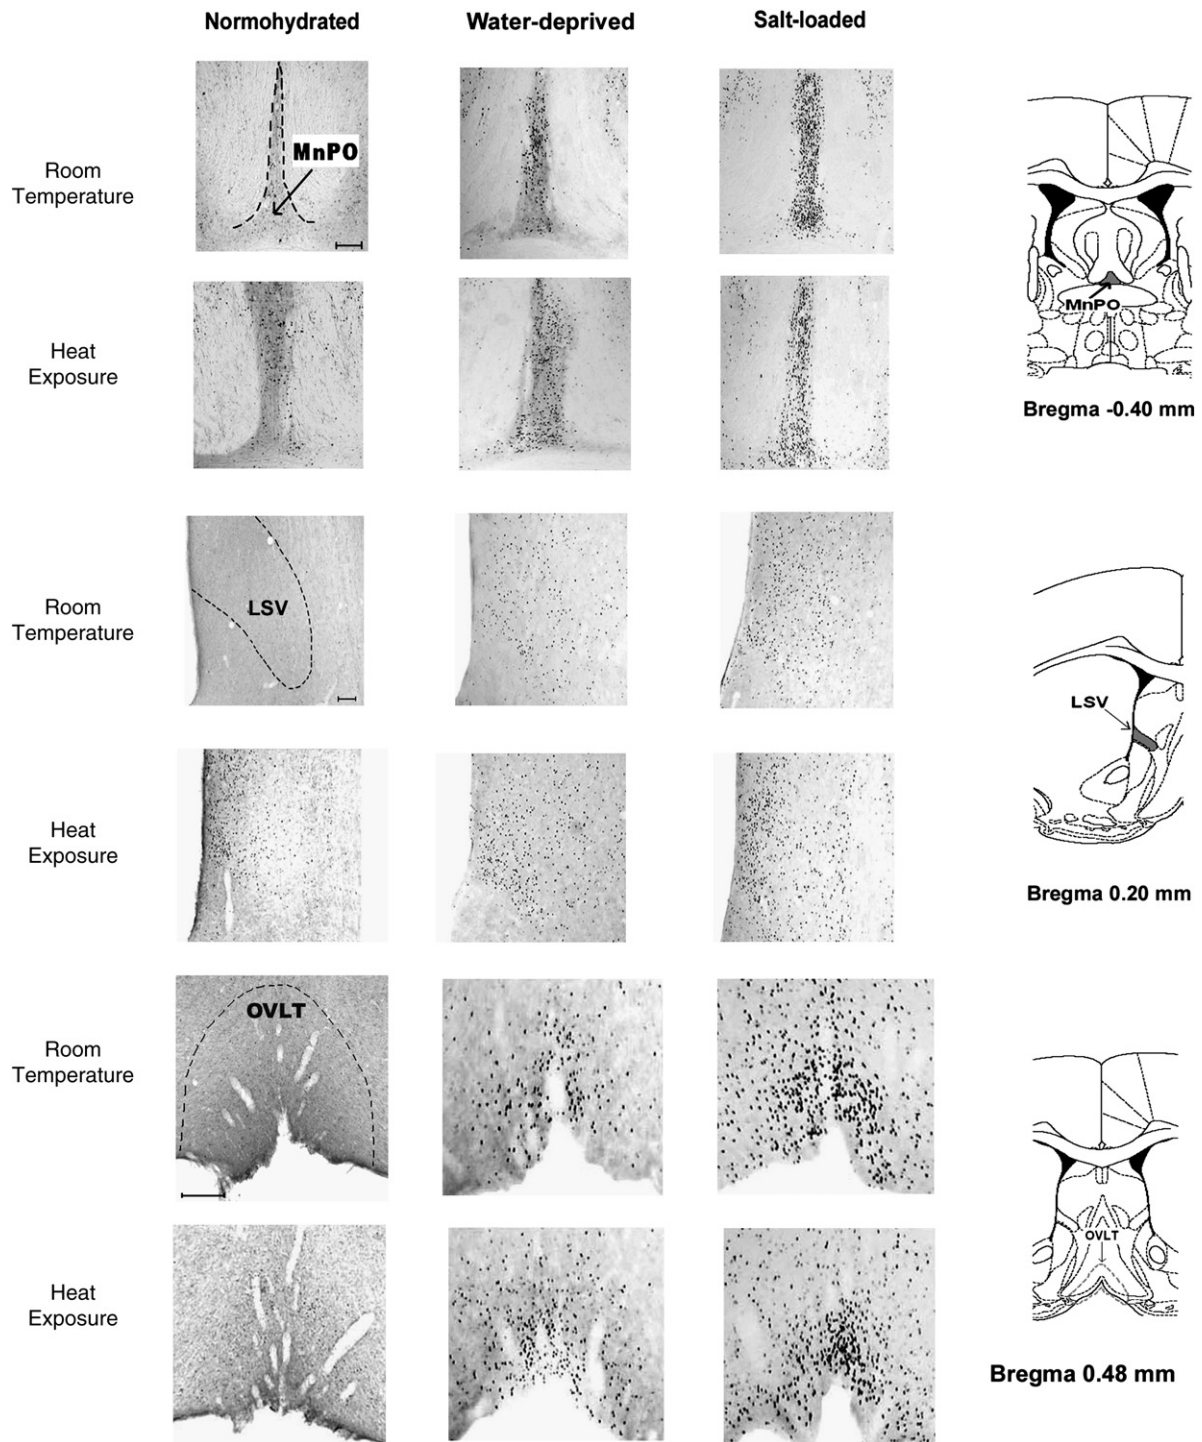 Normohydrated
Water-deprived
Salt-loaded
Room
Temperature
MnPO
MnPO
Heat
Exposure
Bregma -0.40 mm
Room
Temperature
LSV
LSV
Heat
Exposure
Bregma 0.20 mm
OVLT
Room
Temperature
OVLT
Heat
Exposure
Bregma 0.48 mm